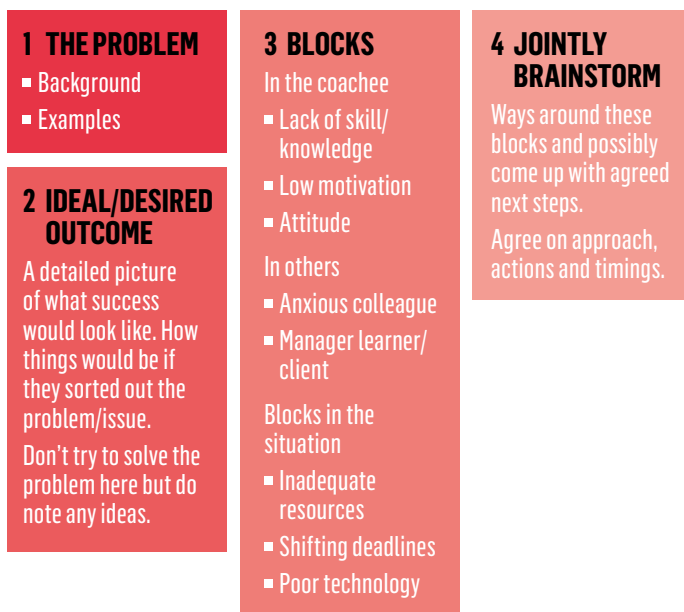 1 THE PROBLEM
▪ Background
▪ Examples
2 IDEAL/DESIRED
OUTCOME
A detailed picture
of what success
would look like. How
things would be if
they sorted out the
problem/issue.
Don't try to solve the
problem here but do
note any ideas.
3 BLOCKS
In the coachee
▪ Lack of skill/
knowledge
▪ Low motivation
▪ Attitude
In others
▪ Anxious colleague
▪ Manager learner/
client
Blocks in the
situation
▪ Inadequate
resources
▪ Shifting deadlines
▪ Poor technology
4 JOINTLY
BRAINSTORM
Ways around these
blocks and possibly
come up with agreed
next steps.
Agree on approach,
actions and timings.